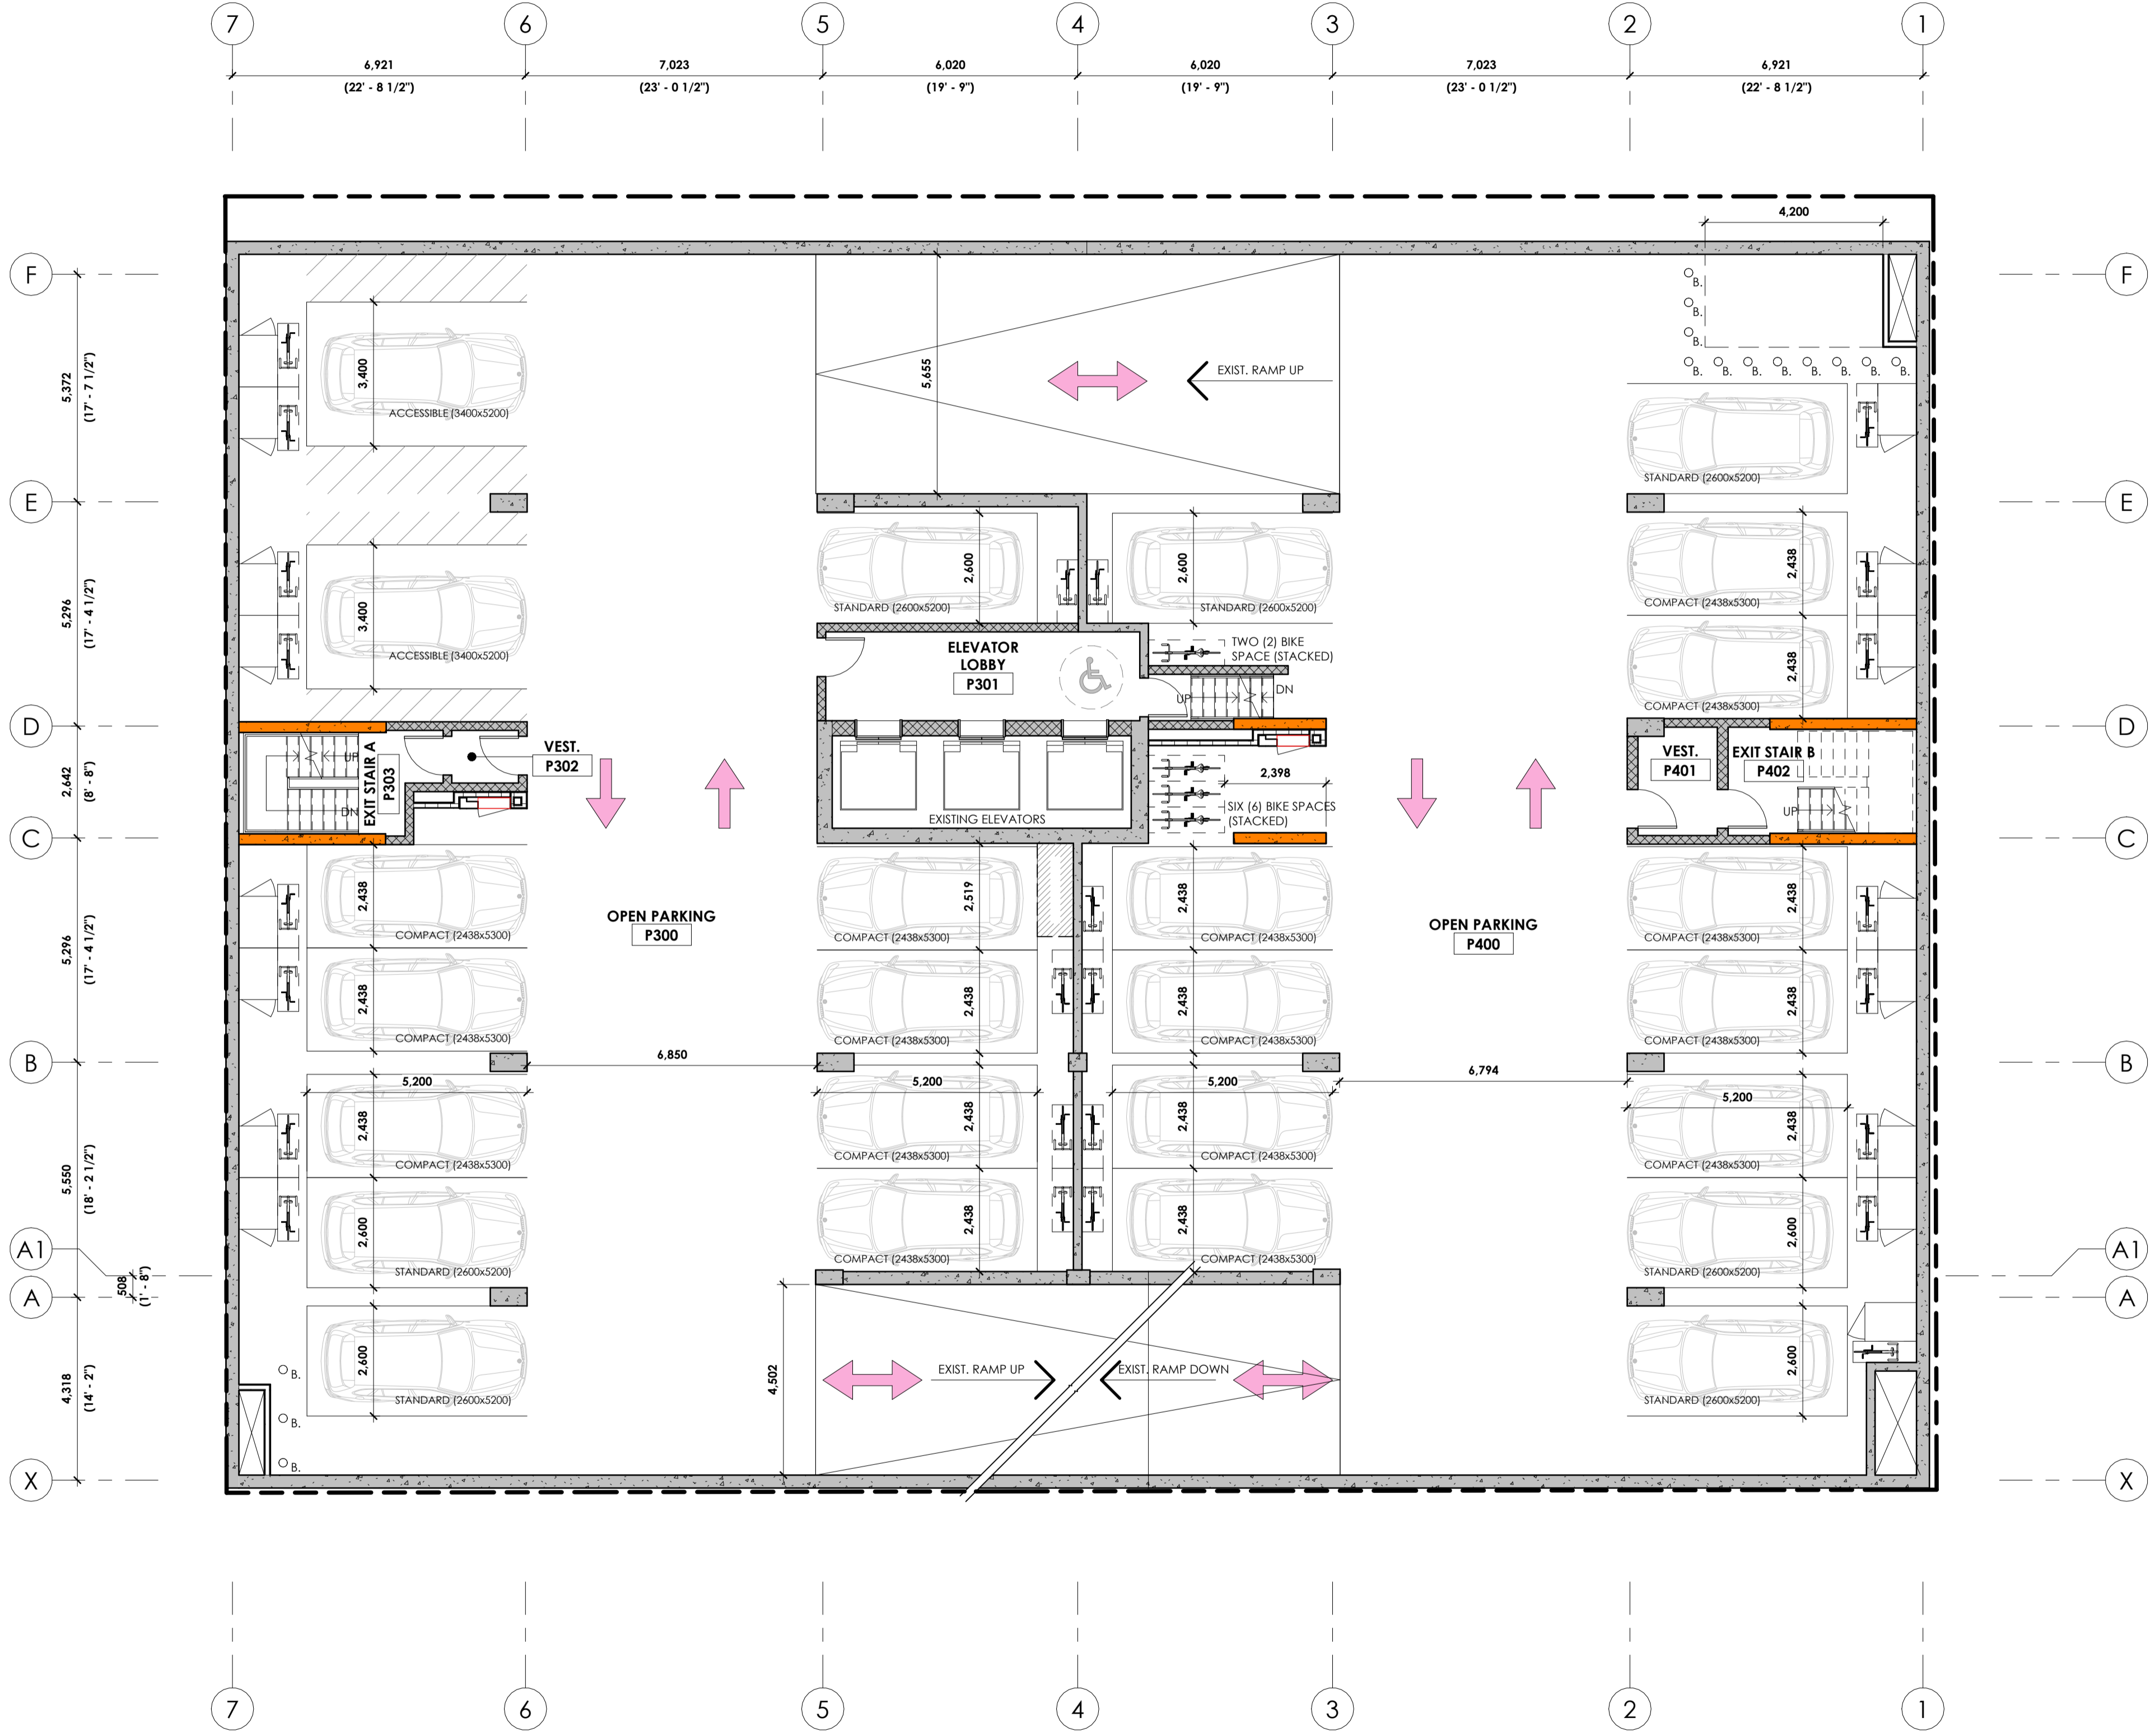 7 6 5 4 3 2 1
6,921 7,023 6,020 6,020 7,023 6,921
(22' - 8 1/2") (23' - 0 1/2") (19' - 9") (19' - 9") (23' - 0 1/2") (22' - 8 1/2")
4,200
F F
B.
B.
B.
B. B. B. B. B. B. B. B.
5,372
(17' - 7 1/2")
3,400
ACCESSIBLE (3400x5200)
5,655
EXIST. RAMP UP
STANDARD (2600x5200)
E E
5,296
(17' - 4 1/2")
3,400
ACCESSIBLE (3400x5200)
2,600
STANDARD (2600x5200)
2,600
STANDARD (2600x5200)
2,438
COMPACT (2438x5300)
2,438
COMPACT (2438x5300)
ELEVATOR
LOBBY
P301
TWO (2) BIKE
SPACE (STACKED)
UP
DN
D D
2,642
(8' - 8")
UP
DN
EXIT STAIR A
P303
VEST.
P302
EXISTING ELEVATORS
2,398
SIX (6) BIKE SPACES
(STACKED)
VEST.
P401
EXIT STAIR B
P402
UP
C C
5,296
(17' - 4 1/2")
2,438
COMPACT (2438x5300)
2,519
COMPACT (2438x5300)
2,438
COMPACT (2438x5300)
2,438
COMPACT (2438x5300)
OPEN PARKING
P300
OPEN PARKING
P400
2,438
COMPACT (2438x5300)
2,438
COMPACT (2438x5300)
2,438
COMPACT (2438x5300)
2,438
COMPACT (2438x5300)
B B
6,850
6,794
5,200 5,200 5,200 5,200
5,550
(18' - 2 1/2")
2,438
COMPACT (2438x5300)
2,438
COMPACT (2438x5300)
2,438
COMPACT (2438x5300)
2,438
COMPACT (2438x5300)
2,600
STANDARD (2600x5200)
2,438
COMPACT (2438x5300)
2,438
COMPACT (2438x5300)
2,600
STANDARD (2600x5200)
A1 A1
508
(1' - 8")
A A
4,318
(14' - 2")
2,600
STANDARD (2600x5200)
4,502
EXIST. RAMP UP
EXIST. RAMP DOWN
2,600
STANDARD (2600x5200)
B.
B.
B.
X X
7 6 5 4 3 2 1